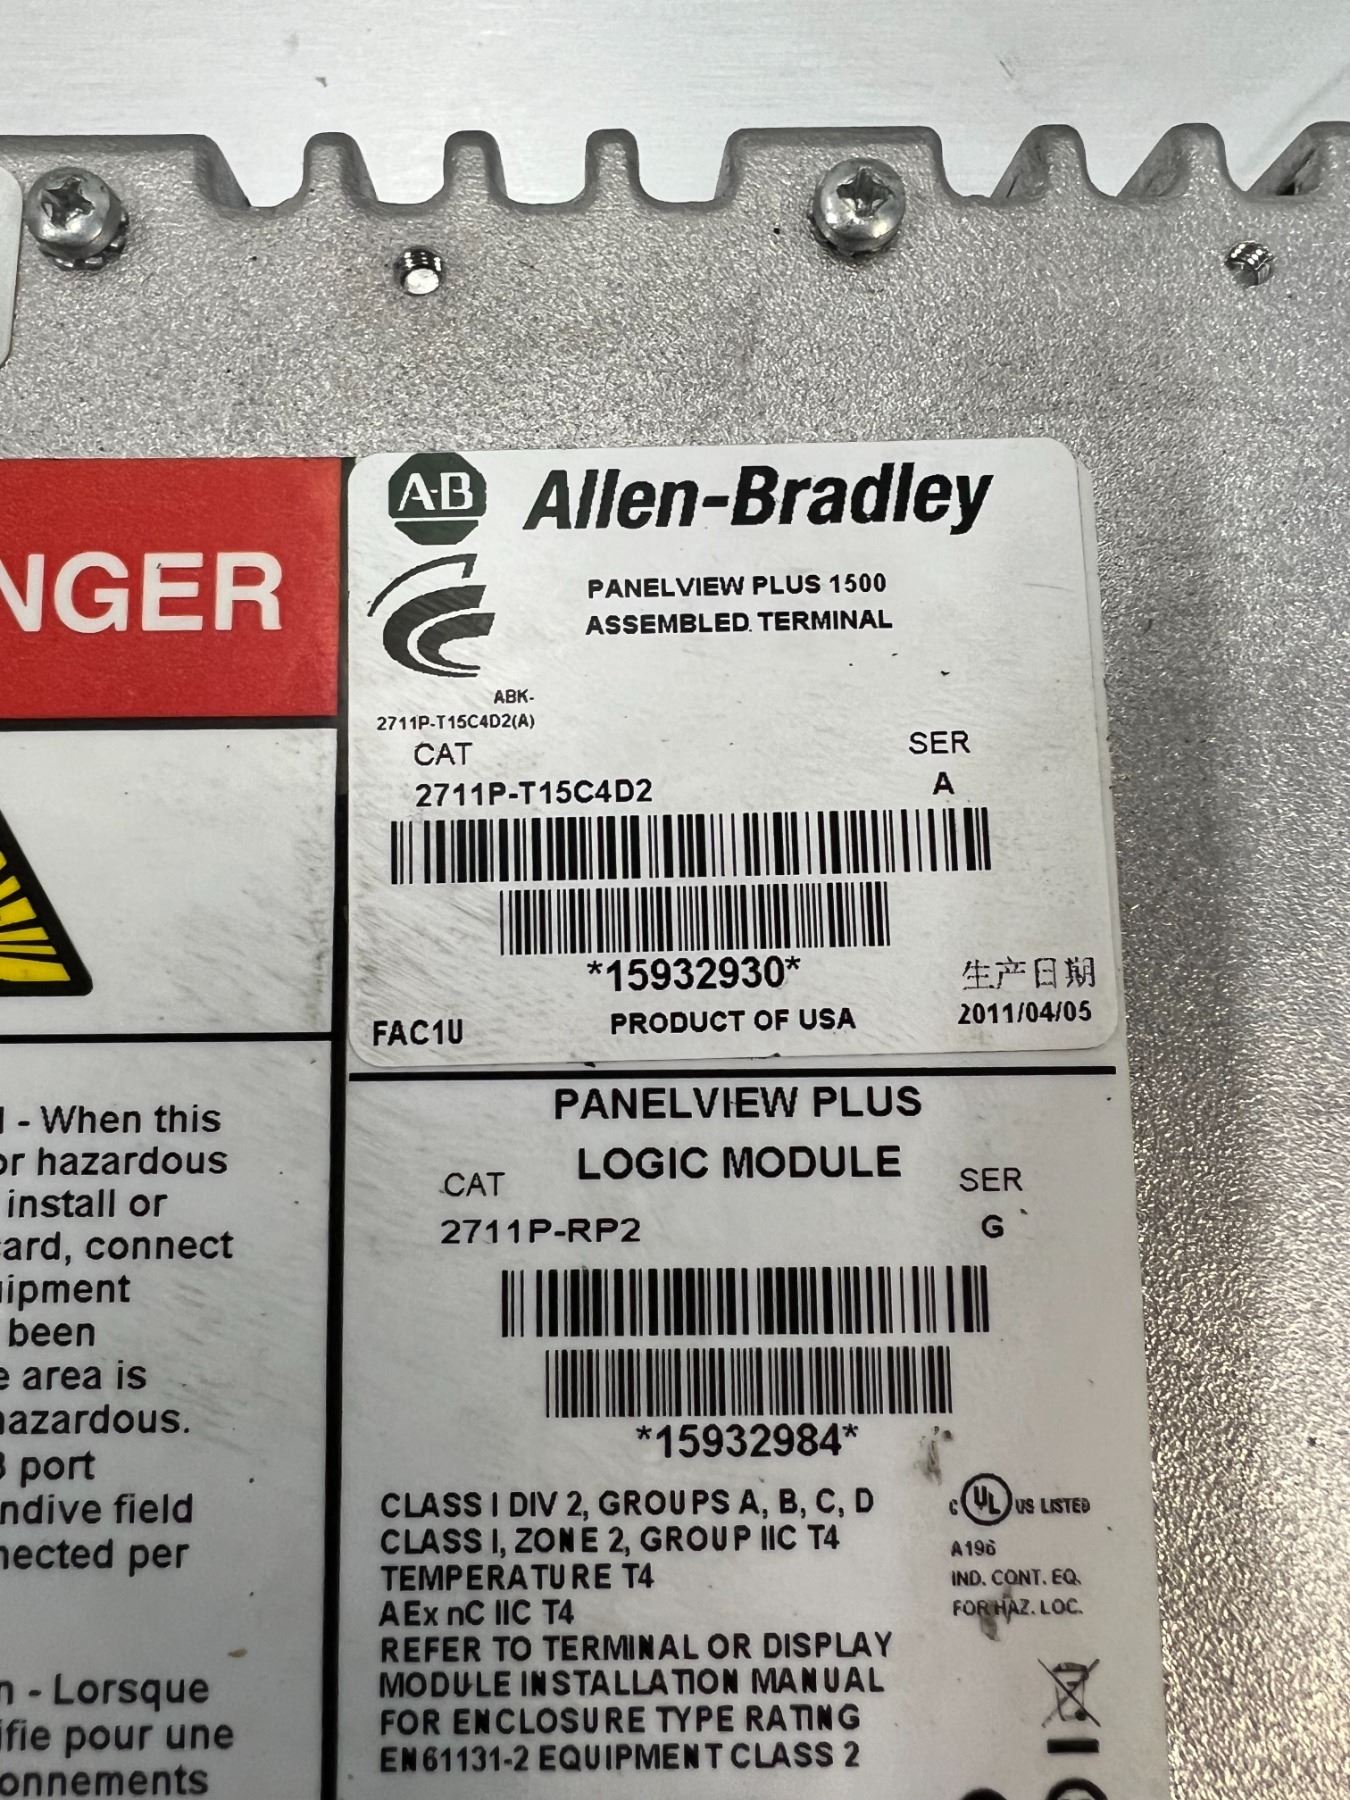 NGER
A-B Allen-Bradley
PANELVIEW PLUS 1500
ASSEMBLED TERMINAL
ABK-
2711P-T15C4D2(A)
CAT SER
2711P-T15C4D2 A
*15932930*
生产日期
FAC1U PRODUCT OF USA 2011/04/05
PANELVIEW PLUS
LOGIC MODULE
CAT SER
2711P-RP2 G
*15932984*
CLASS I DIV 2, GROUPS A, B, C, D
CLASS I, ZONE 2, GROUP IIC T4
TEMPERATURE T4
AEx nC IIC T4
REFER TO TERMINAL OR DISPLAY
MODULE INSTALLATION MANUAL
FOR ENCLOSURE TYPE RATING
EN61131-2 EQUIPMENT CLASS 2
C UL US LISTED
A196
IND. CONT. EQ.
FOR HAZ. LOC.
- When this
or hazardous
install or
card, connect
uipment
been
e area is
hazardous.
port
ndive field
nected per
n - Lorsque
ifie pour une
onnements